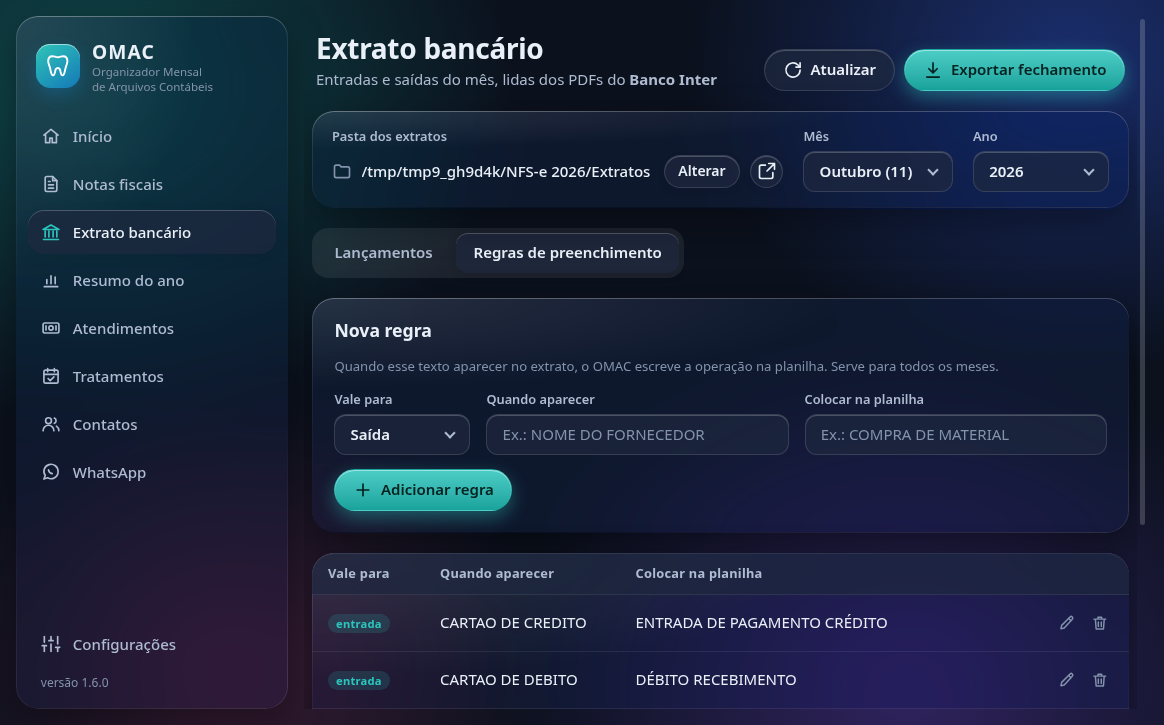 OMAC
Organizador Mensal
de Arquivos Contábeis
Início
Notas fiscais
Extrato bancário
Resumo do ano
Atendimentos
Tratamentos
Contatos
WhatsApp
Configurações
versão 1.6.0
Extrato bancário
Entradas e saídas do mês, lidas dos PDFs do Banco Inter
Atualizar
Exportar fechamento
Pasta dos extratos
/tmp/tmp9_gh9d4k/NFS-e 2026/Extratos
Alterar
Mês
Outubro (11)
Ano
2026
Lançamentos
Regras de preenchimento
Nova regra
Quando esse texto aparecer no extrato, o OMAC escreve a operação na planilha. Serve para todos os meses.
Vale para
Quando aparecer
Colocar na planilha
Saída
Ex.: NOME DO FORNECEDOR
Ex.: COMPRA DE MATERIAL
Adicionar regra
Vale para
Quando aparecer
Colocar na planilha
entrada
CARTAO DE CREDITO
ENTRADA DE PAGAMENTO CRÉDITO
entrada
CARTAO DE DEBITO
DÉBITO RECEBIMENTO